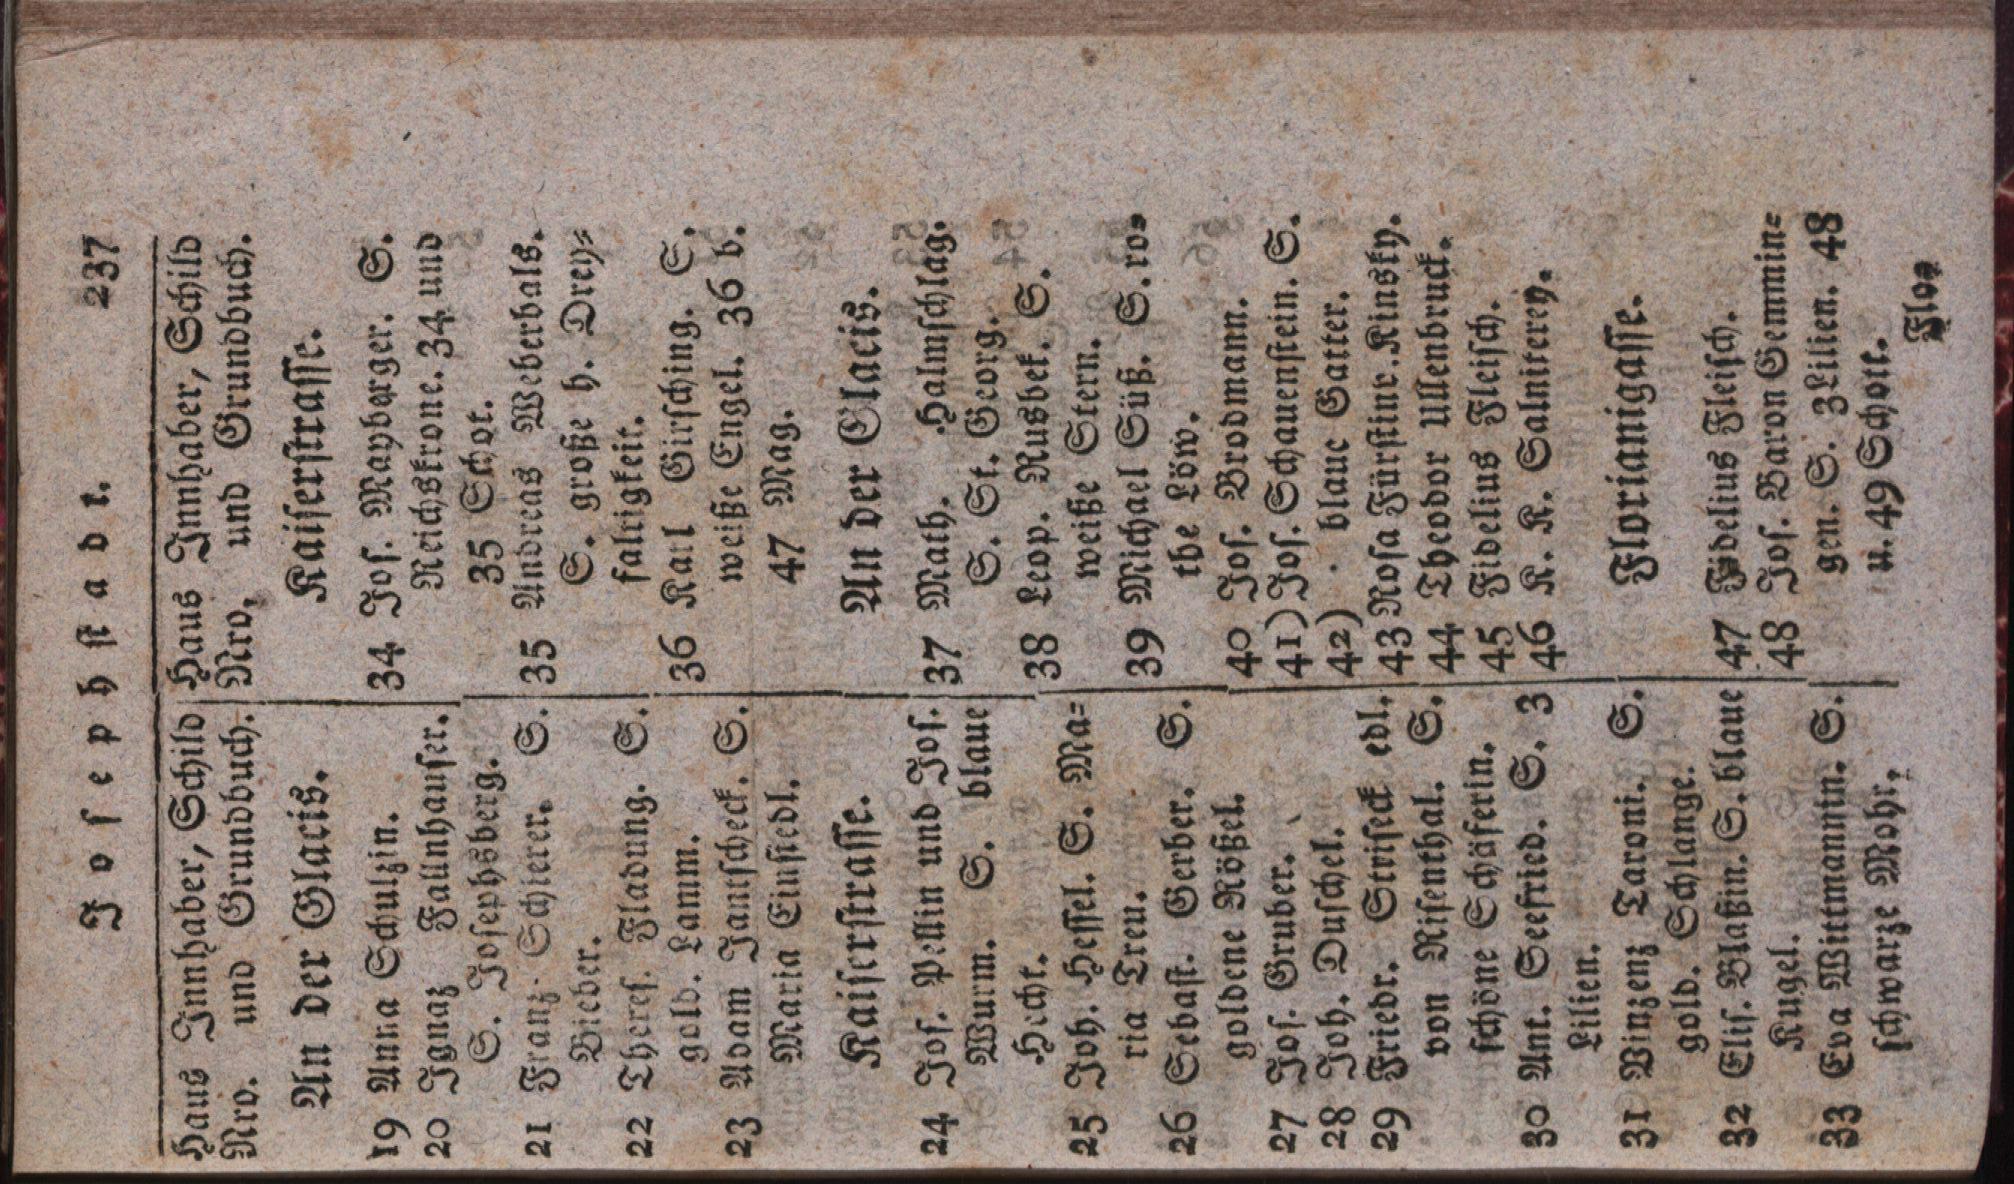 Josephstadt. 237
Haus Innhaber, Schild
Nro. und Grundbuch.
An der Glacis.
19 Anna Schulzin.
20 Ignaz Fallnhauser.
S. Josephsberg.
21 Franz Schierer. S.
Bieber.
22 Theres. Fladung. S.
gold. Lamm.
23 Adam Jantscheck. S.
Maria Einsiedl.
Kaiserstrasse.
24 Jos. Pellin und Jos.
Wurm. S. blaue
Hecht.
25 Joh. Hessel. S. Ma-
ria Treu.
26 Sebast. Gerber. S.
goldene Rößel.
27 Jos. Gruber.
28 Joh. Duschel.
29 Friedr. Striseck edl.
von Risenthal. S.
schöne Schäferin.
30 Ant. Seefried. S. 3
Lilien.
31 Winzenz Taroni. S.
gold. Schlange.
32 Elis. Blaßin. S. blaue
Kugel.
33 Eva Wittmannin. S.
schwarze Mohr.
Haus Innhaber, Schild
Nro, und Grundbuch.
Kaiserstrasse.
34 Jos. Mayberger. S.
Reichskrone. 34 und
35 Schot.
35 Andreas Weberbals.
S. große h. Drey-
faltigkeit.
36 Karl Girsching. S.
weiße Engel. 36 b.
47 Mag.
An der Glacis.
37 Math. Halmschlag.
S. St. Georg.
38 Leop. Rusbek. S.
weiße Stern.
39 Michael Süß. S. ro-
the Löw.
40 Jos. Brodmann.
41) Jos. Schauenstein. S.
42) blaue Gatter.
43 Rosa Fürstinv. Kinsky.
44 Theodor Ullenbruck.
45 Fidelius Fleisch.
46 K. K. Salniterey.
Florianigasse.
47 Fidelius Fleisch.
48 Jos. Baron Gemmin-
gen. S. 3 Lilien. 48
u. 49 Schott.
Flo-